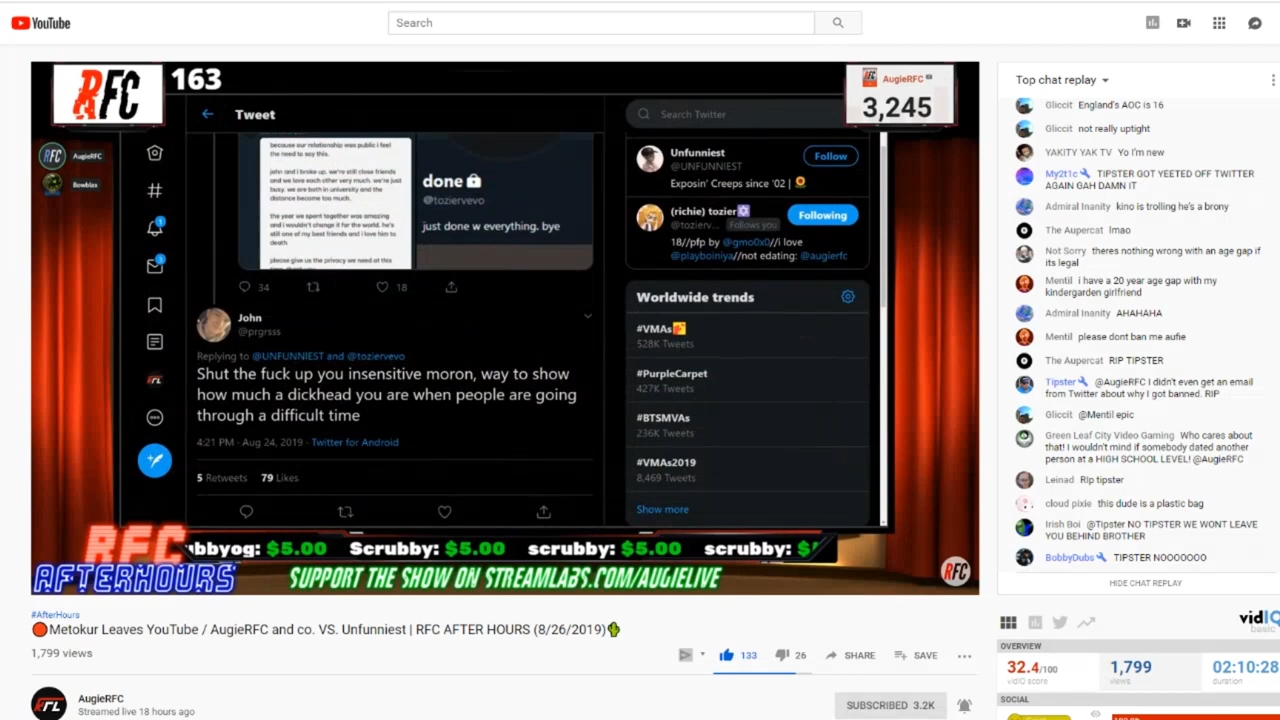 YouTube
Search
RFC
163
AugieRFC
3,245
AugieRFC
Bowblax
Tweet
Search Twitter
because our relationship was public i feel
the need to say this.
john and i broke up. we're still close friends
and we love each other very much. we're just
busy. we are both in university and the
distance become too much.
the year we spent together was amazing
and i wouldn't change it for the world. he's
still one of my best friends and i love him to
death
please give us the privacy we need at this
done
@toziervevo
just done w everything. bye
34
18
John
@prgrsss
Replying to @UNFUNNIEST and @toziervevo
Shut the fuck up you insensitive moron, way to show
how much a dickhead you are when people are going
through a difficult time
4:21 PM · Aug 24, 2019 · Twitter for Android
5 Retweets 79 Likes
Unfunniest
@UNFUNNIEST
Follow
Exposin' Creeps since '02 | 🌻
(richie) tozier✡
@tozierv... Follows you
Following
18//pfp by @gmo0x0//i love
@playboiniya//not edating: @augierfc
Worldwide trends
#VMAs
528K Tweets
#PurpleCarpet
427K Tweets
#BTSMVAs
236K Tweets
#VMAs2019
8,469 Tweets
Show more
ubbyog: $5.00 Scrubby: $5.00 scrubby: $5.00 scrubby: $
RFC
AFTERHOURS
SUPPORT THE SHOW ON STREAMLABS.COM/AUGIELIVE
RFC
Top chat replay
Gliccit England's AOC is 16
Gliccit not really uptight
YAKITY YAK TV Yo I'm new
My2t1c TIPSTER GOT YEETED OFF TWITTER
AGAIN GAH DAMN IT
Admiral Inanity kino is trolling he's a brony
The Aupercat lmao
Not Sorry theres nothing wrong with an age gap if
its legal
Mentil i have a 20 year age gap with my
kindergarden girlfriend
Admiral Inanity AHAHAHA
Mentil please dont ban me aufie
The Aupercat RIP TIPSTER
Tipster @AugieRFC I didn't even get an email
from Twitter about why I got banned. RIP
Gliccit @Mentil epic
Green Leaf City Video Gaming Who cares about
that! I wouldn't mind if somebody dated another
person at a HIGH SCHOOL LEVEL! @AugieRFC
Leinad RIp tipster
cloud pixie this dude is a plastic bag
Irish Boi @Tipster NO TIPSTER WE WONT LEAVE
YOU BEHIND BROTHER
BobbyDubs TIPSTER NOOOOOOO
HIDE CHAT REPLAY
#AfterHours
🔴Metokur Leaves YouTube / AugieRFC and co. VS. Unfunniest | RFC AFTER HOURS (8/26/2019)🌵
1,799 views
133
26
SHARE
SAVE
AugieRFC
Streamed live 18 hours ago
SUBSCRIBED 3.2K
vidIQ
basic
OVERVIEW
32.4/100
vidIQ score
1,799
views
02:10:28
duration
SOCIAL